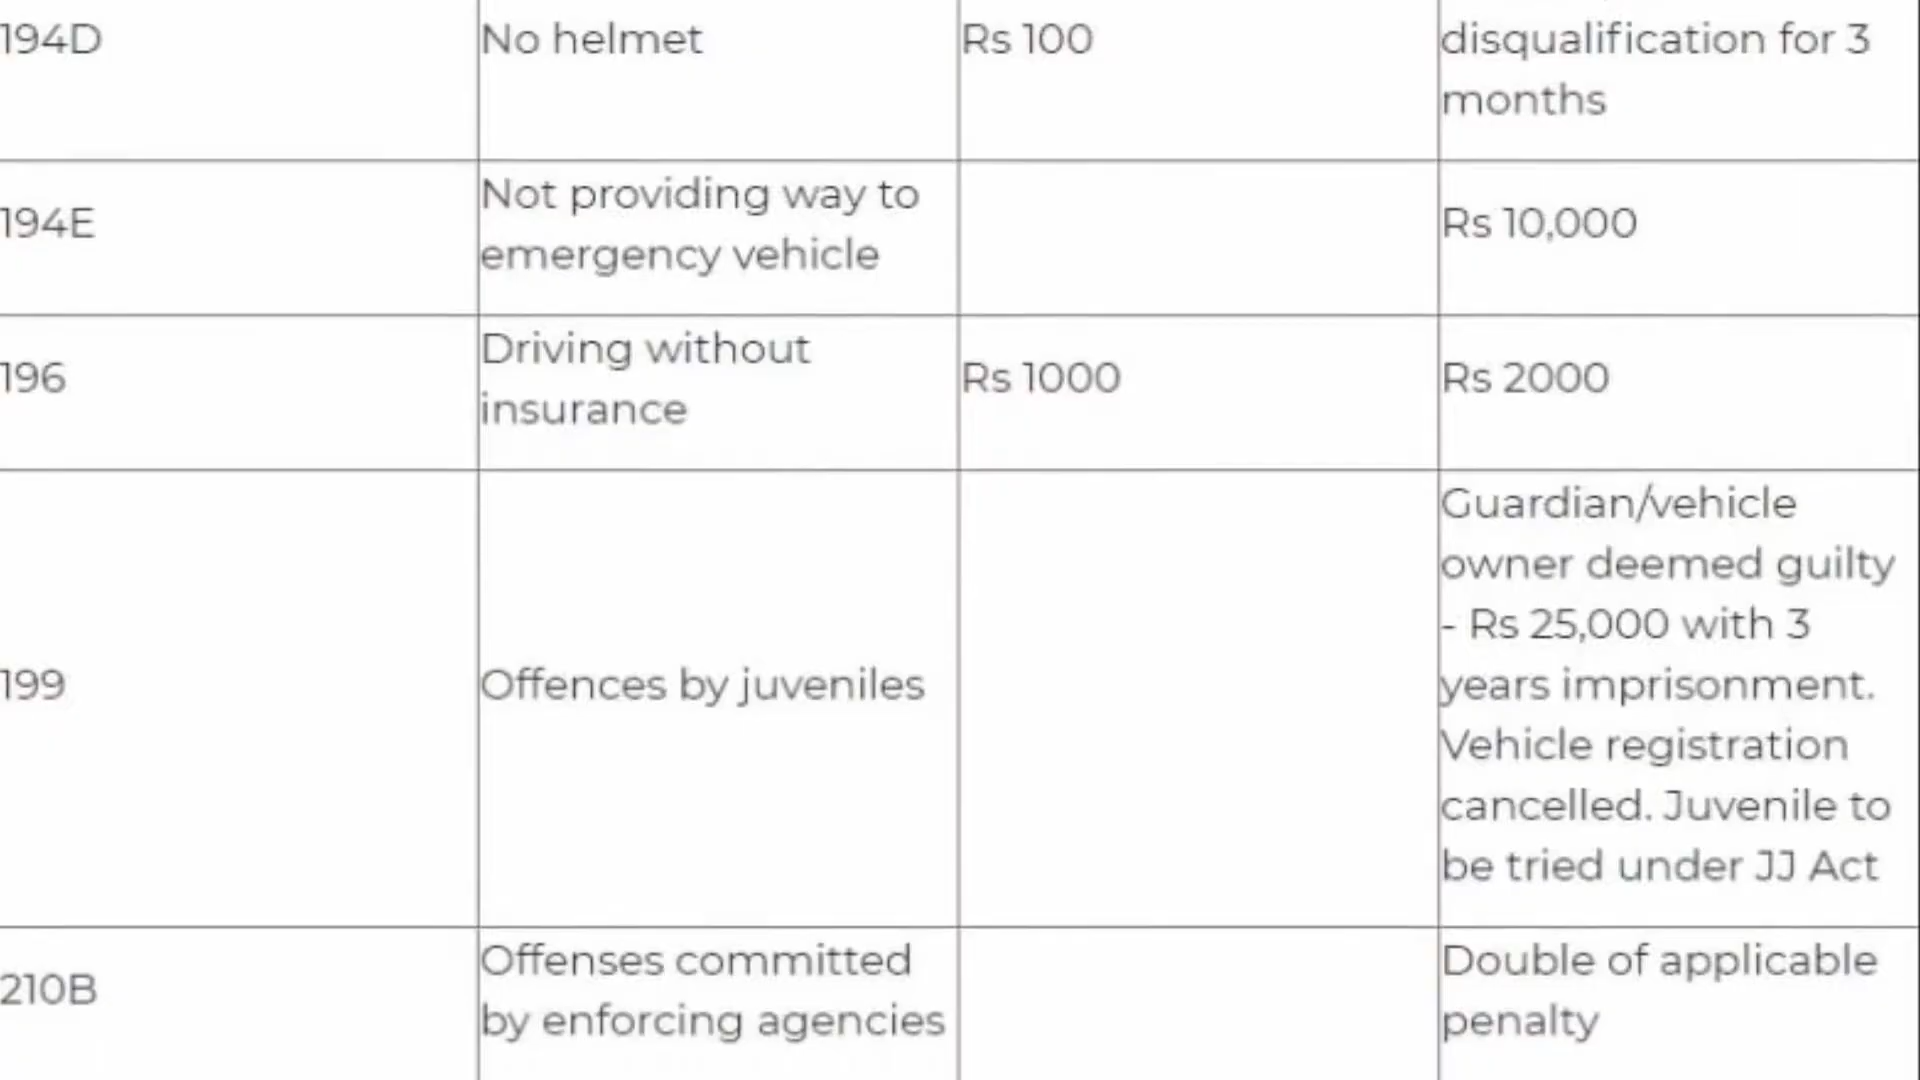 194D
No helmet
Rs 100
disqualification for 3
months
194E
Not providing way to
emergency vehicle
Rs 10,000
196
Driving without
insurance
Rs 1000
Rs 2000
199
Offences by juveniles
Guardian/vehicle
owner deemed guilty
- Rs 25,000 with 3
years imprisonment.
Vehicle registration
cancelled. Juvenile to
be tried under JJ Act
210B
Offenses committed
by enforcing agencies
Double of applicable
penalty